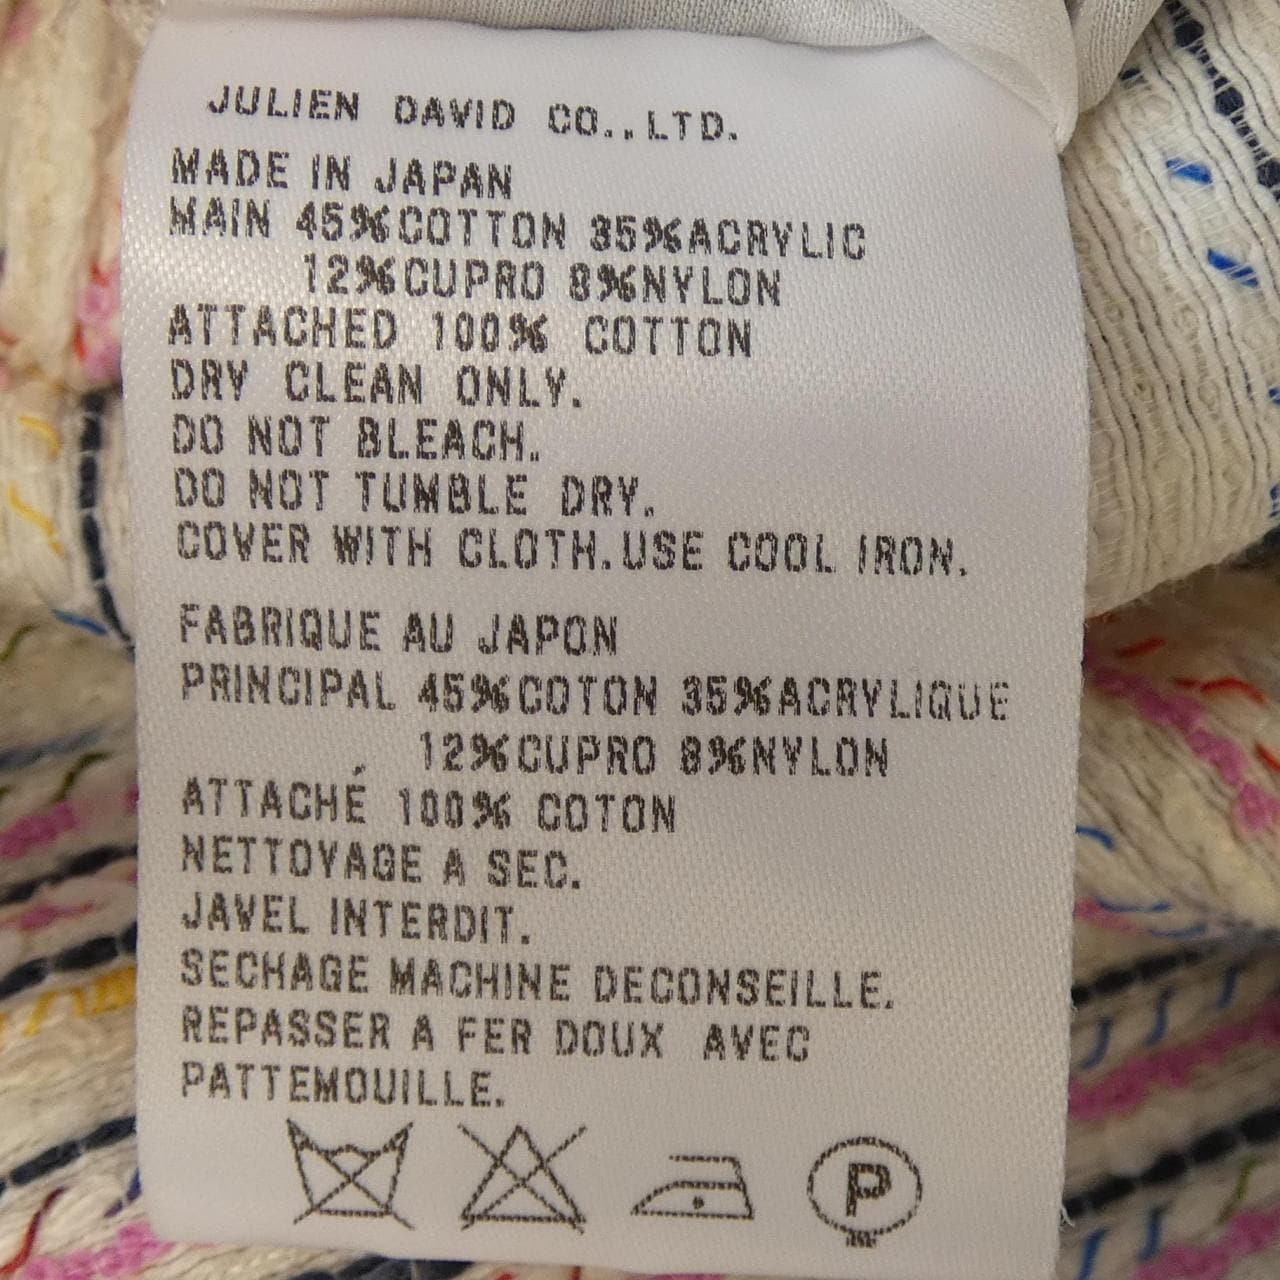 JULIEN DAVID CO.,LTD.
MADE IN JAPAN
MAIN 45%COTTON 35%ACRYLIC
12%CUPRO 8%NYLON
ATTACHED 100% COTTON
DRY CLEAN ONLY.
DO NOT BLEACH.
DO NOT TUMBLE DRY.
COVER WITH CLOTH.USE COOL IRON.
FABRIQUE AU JAPON
PRINCIPAL 45%COTON 35%ACRYLIQUE
12%CUPRO 8%NYLON
ATTACHÉ 100% COTON
NETTOYAGE A SEC.
JAVEL INTERDIT.
SECHAGE MACHINE DECONSEILLE.
REPASSER A FER DOUX AVEC
PATTEMOUILLE.
P